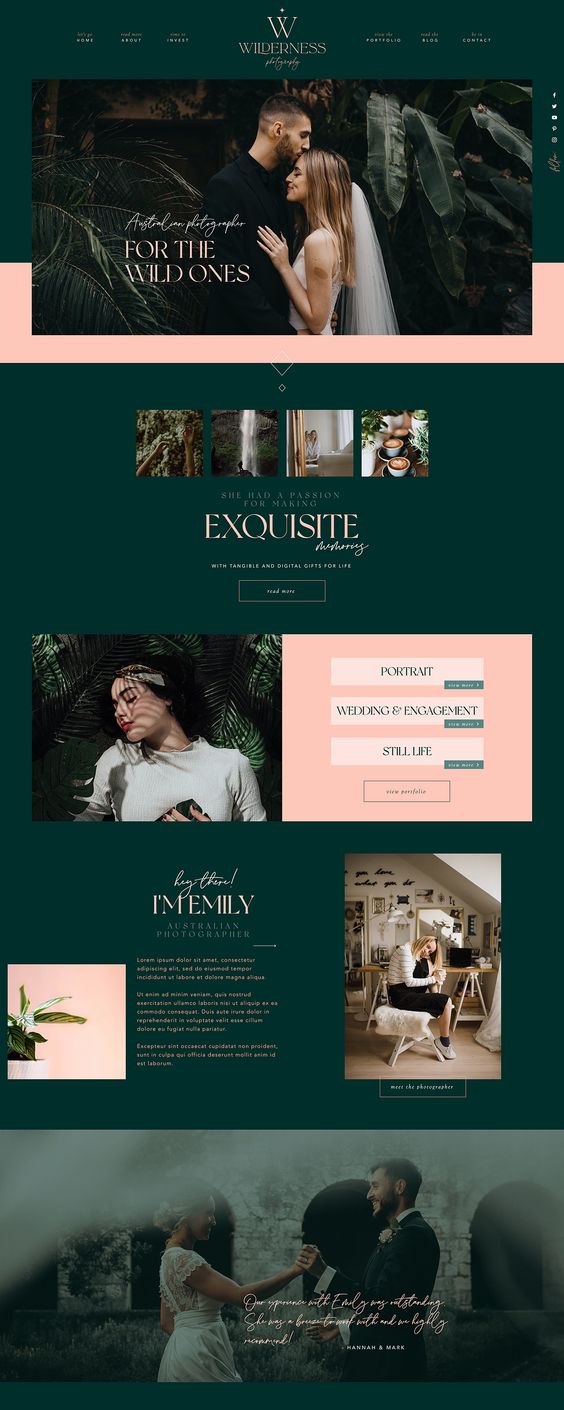 let's go
HOME
read more
ABOUT
time to
INVEST
W
WILDERNESS
photography
view the
PORTFOLIO
read the
BLOG
be in
CONTACT
Australian photographer
FOR THE
WILD ONES
SHE HAD A PASSION
FOR MAKING
EXQUISITE
memories
WITH TANGIBLE AND DIGITAL GIFTS FOR LIFE
read more
PORTRAIT
view more >
WEDDING & ENGAGEMENT
view more >
STILL LIFE
view more >
view portfolio
hey there!
I'M EMILY
AUSTRALIAN
PHOTOGRAPHER
Lorem ipsum dolor sit amet, consectetur
adipiscing elit, sed do eiusmod tempor
incididunt ut labore et dolore magna aliqua.
Ut enim ad minim veniam, quis nostrud
exercitation ullamco laboris nisi ut aliquip ex ea
commodo consequat. Duis aute irure dolor in
reprehenderit in voluptate velit esse cillum
dolore eu fugiat nulla pariatur.
Excepteur sint occaecat cupidatat non proident,
sunt in culpa qui officia deserunt mollit anim id
est laborum.
you love
what you do
meet the photographer
Our experience with Emily was outstanding.
She was a breeze to work with and we highly
recommend!
- HANNAH & MARK